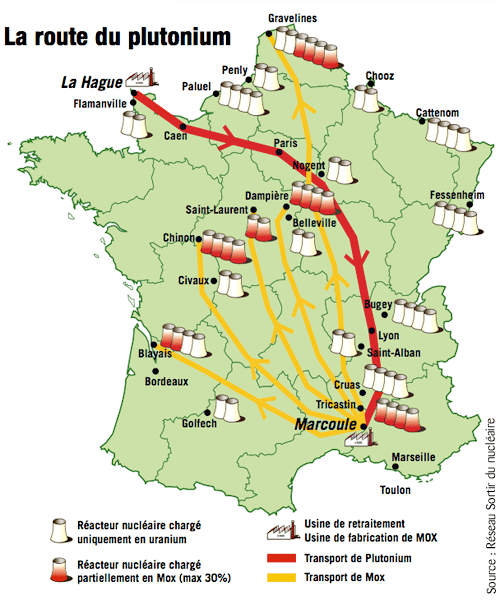 La route du plutonium
Gravelines
La Hague
Penly
Chooz
Paluel
Flamanville
Cattenom
Caen
Paris
Nogent
Dampière
Fessenheim
Saint-Laurent
Belleville
Chinon
Civaux
Bugey
Lyon
Blayais
Saint-Alban
Bordeaux
Cruas
Tricastin
Golfech
Marcoule
Marseille
Toulon
Réacteur nucléaire chargé
uniquement en uranium
Réacteur nucléaire chargé
partiellement en Mox (max 30%)
Usine de retraitement
Usine de fabrication de MOX
Transport de Plutonium
Transport de Mox
Source : Réseau Sortir du nucléaire